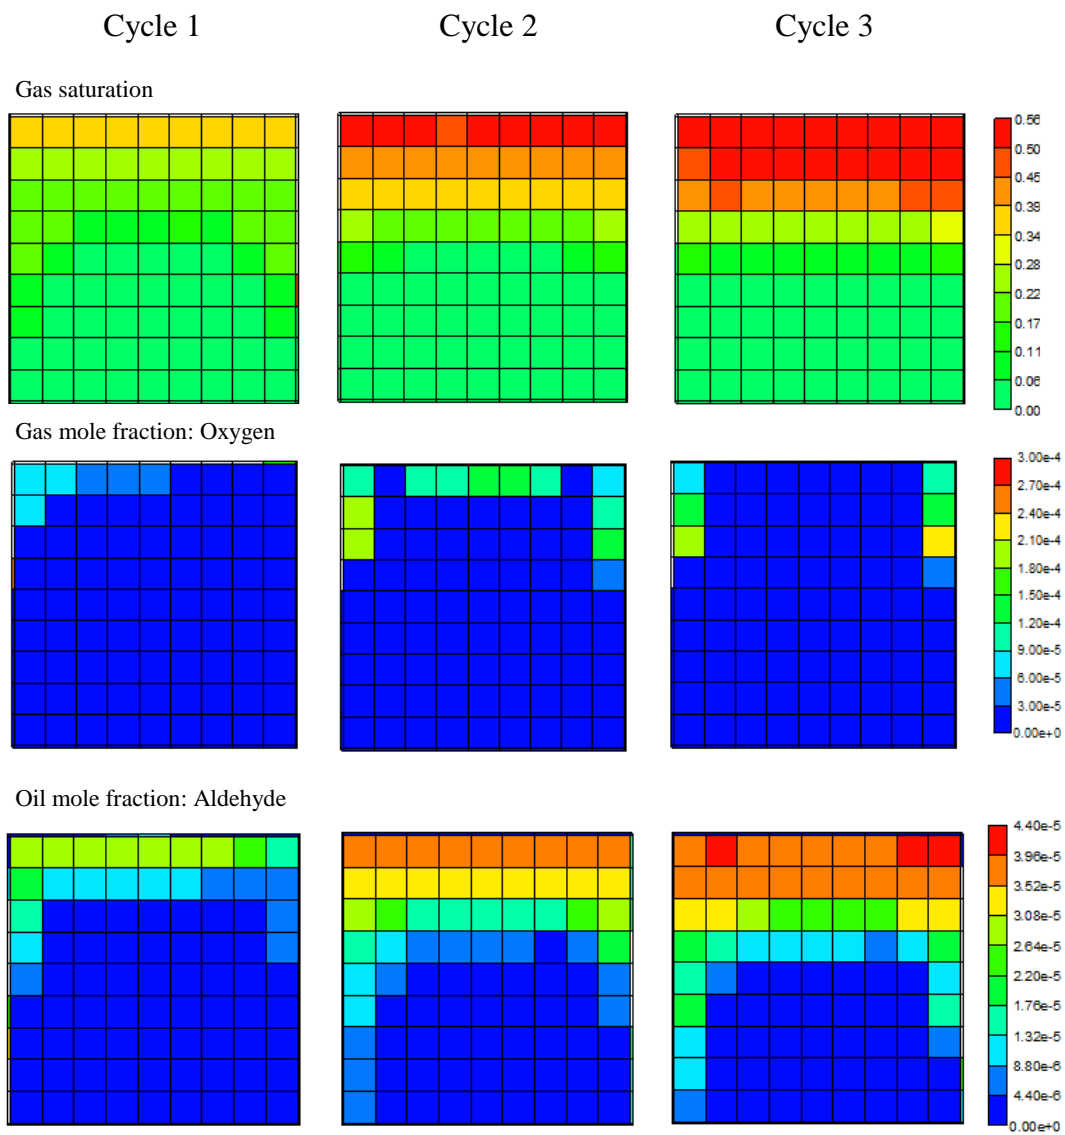 Cycle 1 Cycle 2 Cycle 3
Gas saturation
0.56
0.50
0.45
0.39
0.34
0.28
0.22
0.17
0.11
0.06
0.00
Gas mole fraction: Oxygen
3.00e-4
2.70e-4
2.40e-4
2.10e-4
1.80e-4
1.50e-4
1.20e-4
9.00e-5
6.00e-5
3.00e-5
0.00e+0
Oil mole fraction: Aldehyde
4.40e-5
3.96e-5
3.52e-5
3.08e-5
2.64e-5
2.20e-5
1.76e-5
1.32e-5
8.80e-6
4.40e-6
0.00e+0